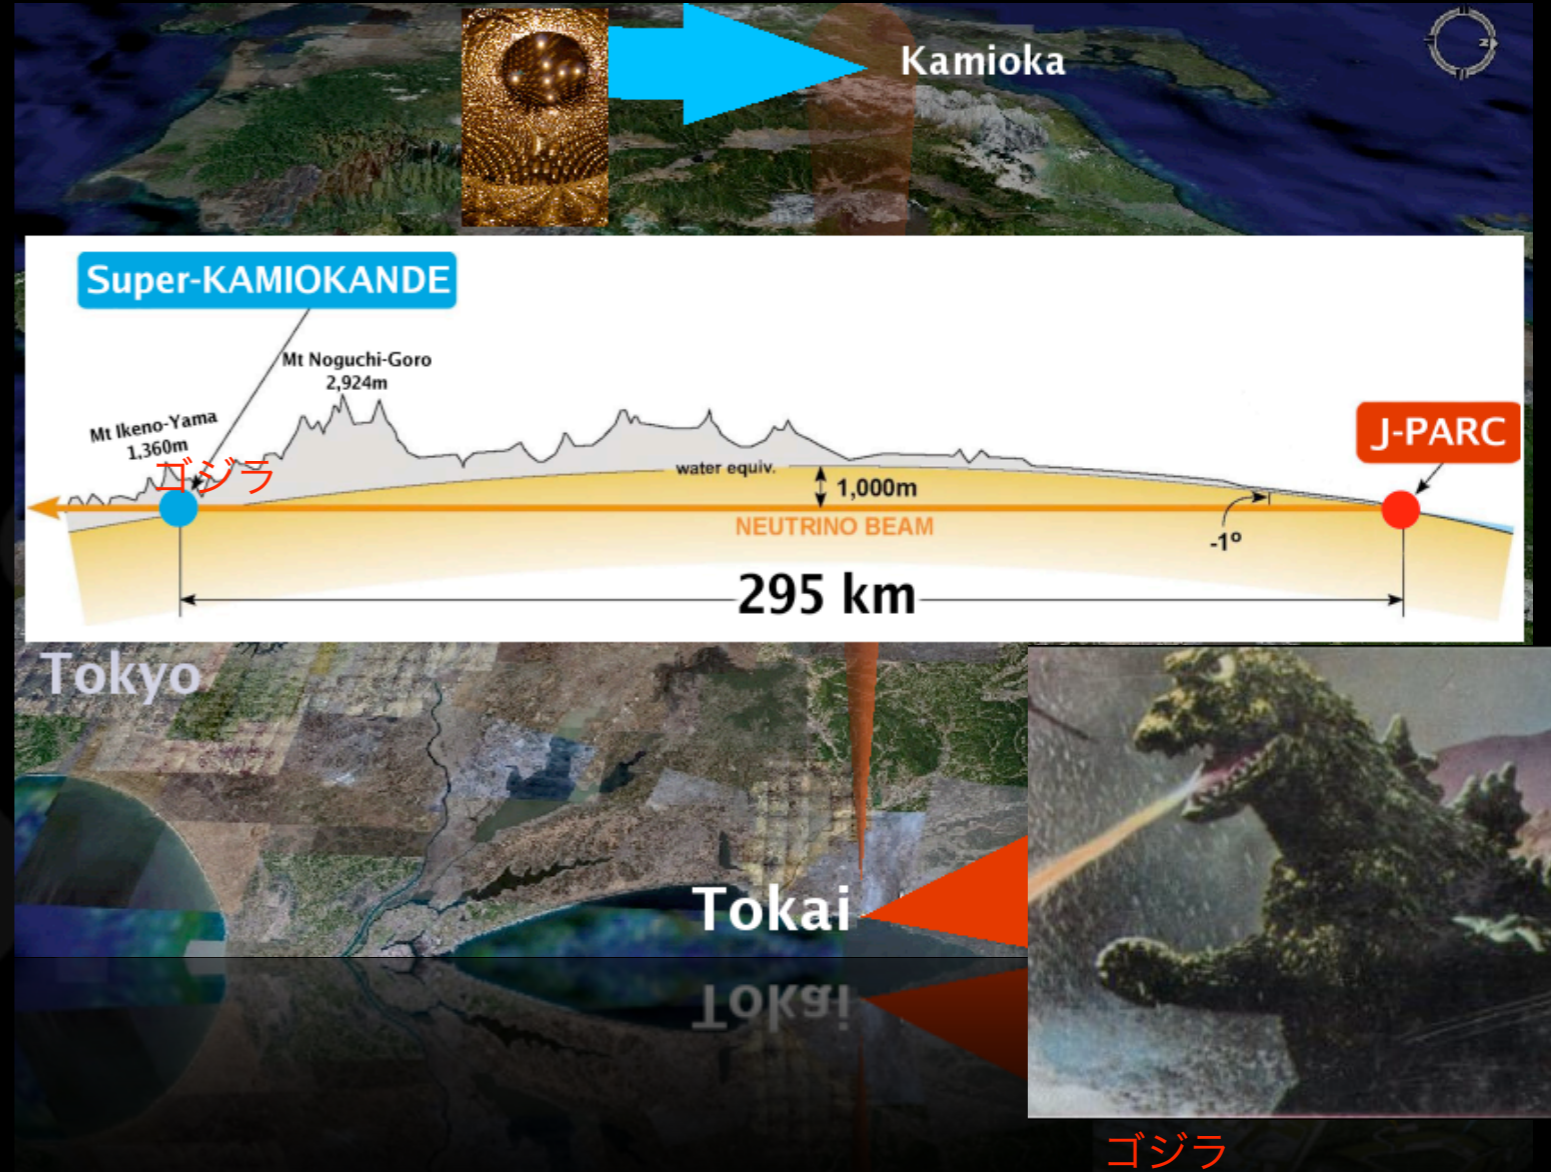 Kamioka
Super-KAMIOKANDE
Mt Noguchi-Goro
2,924m
Mt Ikeno-Yama
1,360m
ゴジラ
J-PARC
water equiv.
1,000m
NEUTRINO BEAM
-1º
295 km
Tokyo
Tokai
Tokai
ゴジラ